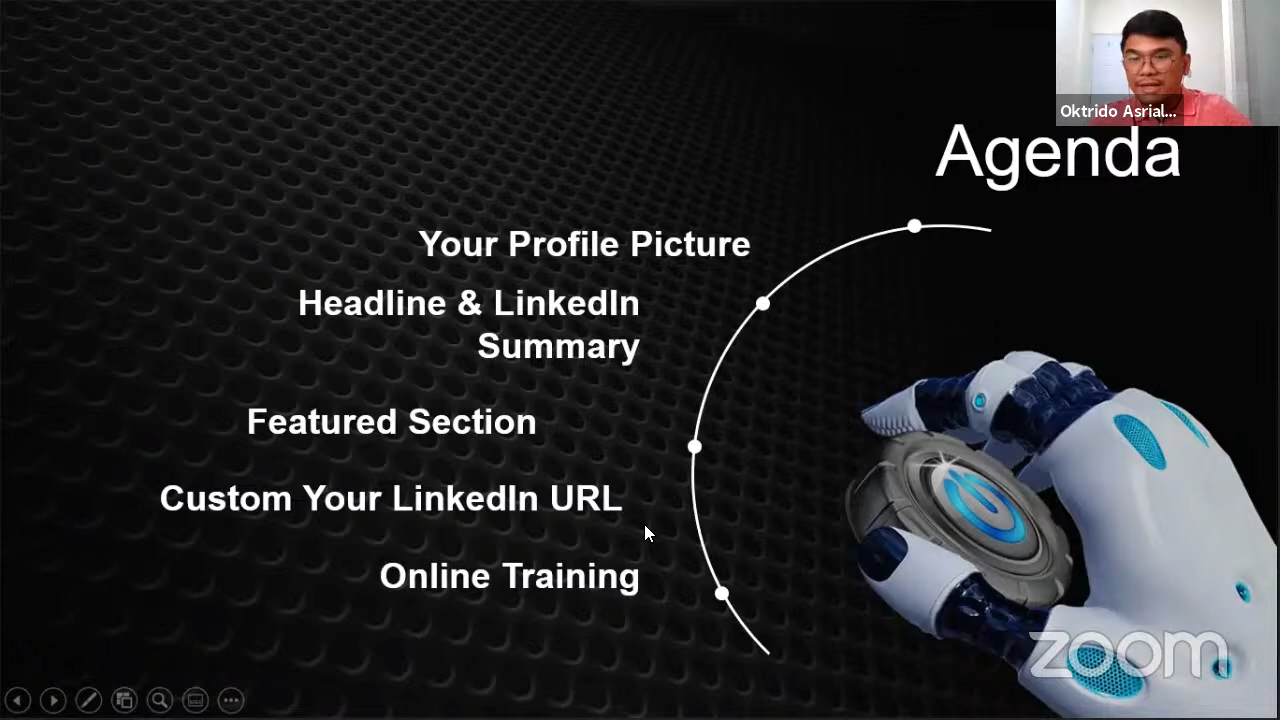 Oktrido Asrial...
Agenda
Your Profile Picture
Headline & LinkedIn
Summary
Featured Section
Custom Your LinkedIn URL
Online Training
zoom